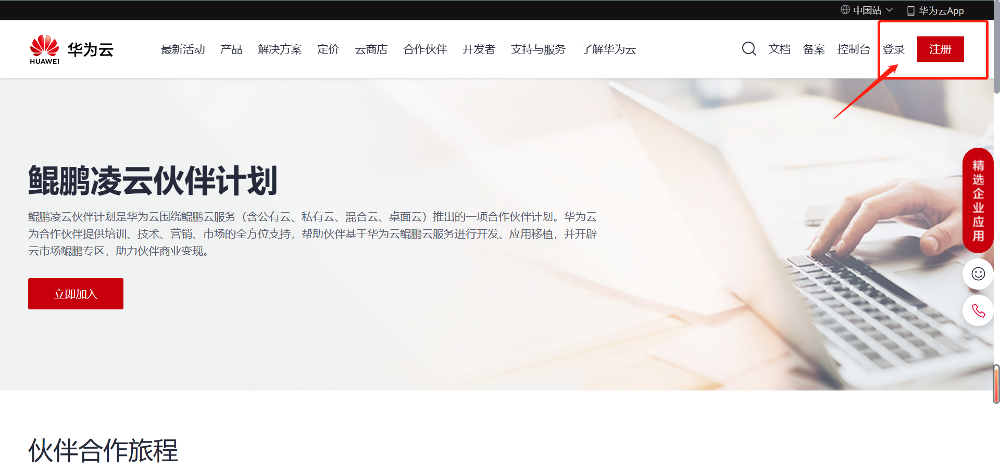 中国站 华为云App
HUAWEI 华为云 最新活动 产品 解决方案 定价 云商店 合作伙伴 开发者 支持与服务 了解华为云 文档 备案 控制台 登录 注册
鲲鹏凌云伙伴计划
鲲鹏凌云伙伴计划是华为云围绕鲲鹏云服务（含公有云、私有云、混合云、桌面云）推出的一项合作伙伴计划。华为云
为合作伙伴提供培训、技术、营销、市场的全方位支持，帮助伙伴基于华为云鲲鹏云服务进行开发、应用移植，并开辟
云市场鲲鹏专区，助力伙伴商业变现。
立即加入
精选企业应用
伙伴合作旅程